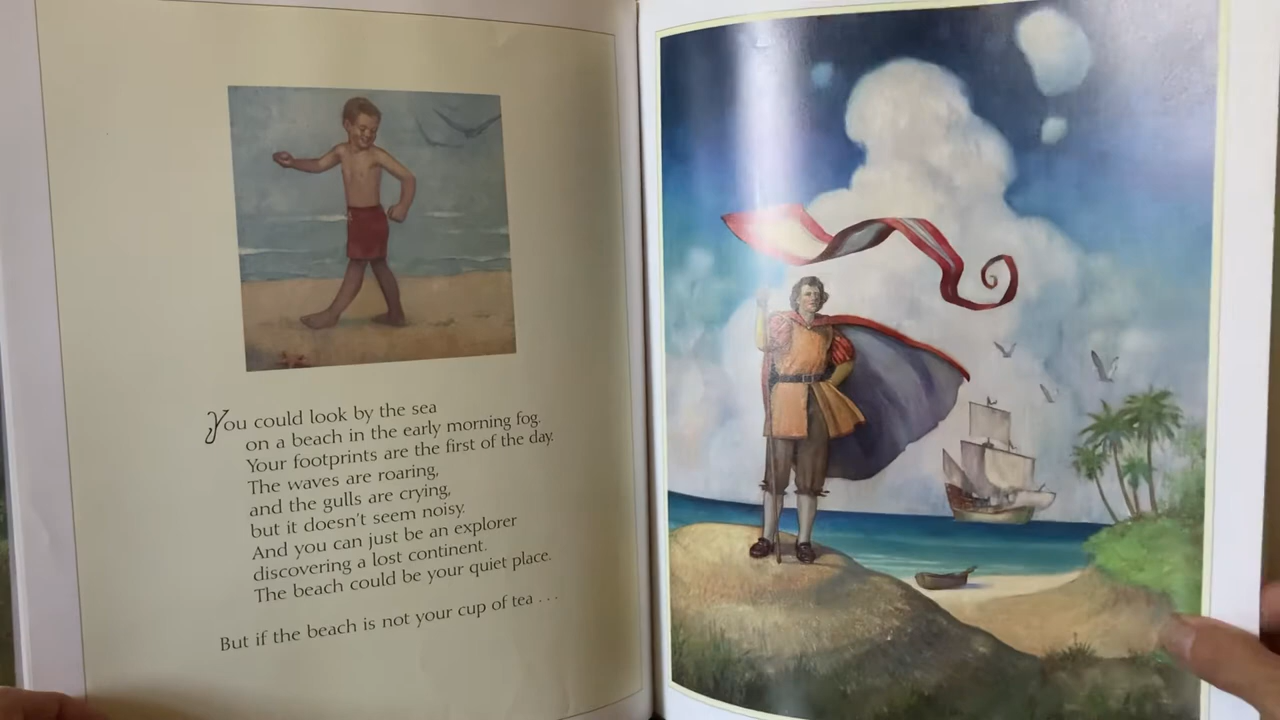 You could look by the sea
on a beach in the early morning fog.
Your footprints are the first of the day.
The waves are roaring,
and the gulls are crying,
but it doesn't seem noisy.
And you can just be an explorer
discovering a lost continent.
The beach could be your quiet place.
But if the beach is not your cup of tea . . .